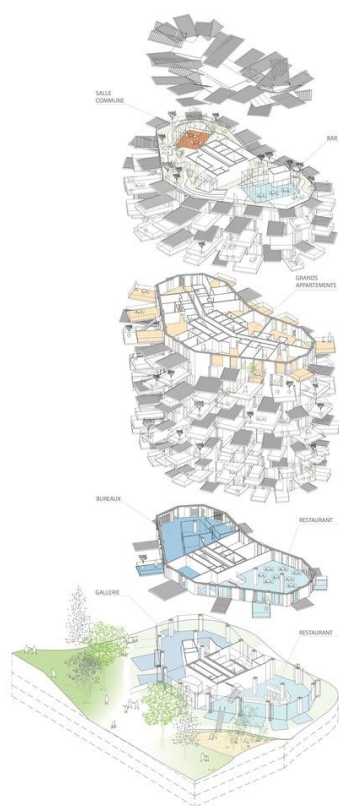 SALLE
COMMUNE
BAR
GRANDS
APPARTEMENTS
BUREAUX
RESTAURANT
GALLERIE
RESTAURANT